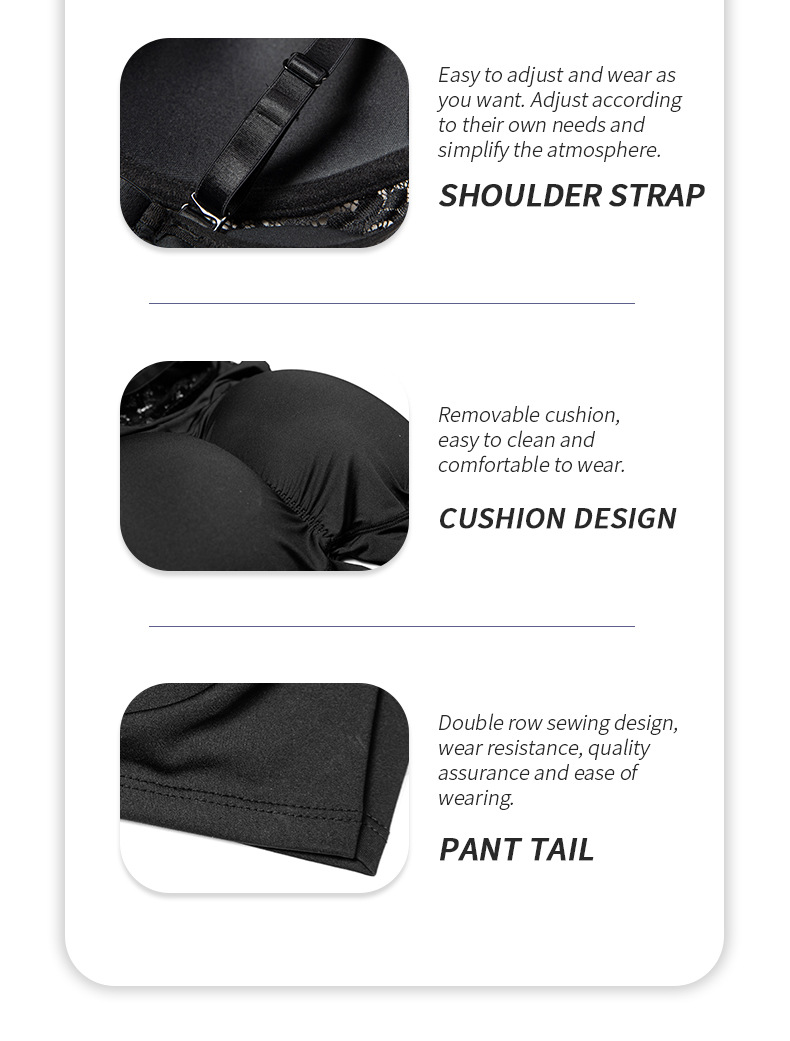 Easy to adjust and wear as
you want. Adjust according
to their own needs and
simplify the atmosphere.
SHOULDER STRAP
Removable cushion,
easy to clean and
comfortable to wear.
CUSHION DESIGN
Double row sewing design,
wear resistance, quality
assurance and ease of
wearing.
PANT TAIL